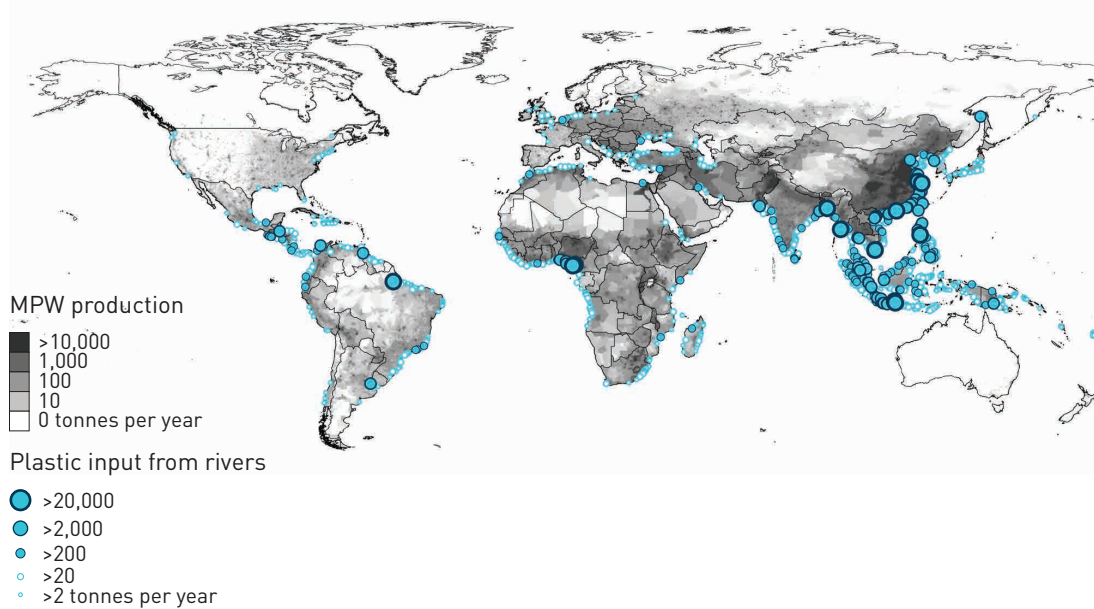 MPW production
>10,000
1,000
100
10
0 tonnes per year
Plastic input from rivers
>20,000
>2,000
>200
>20
>2 tonnes per year